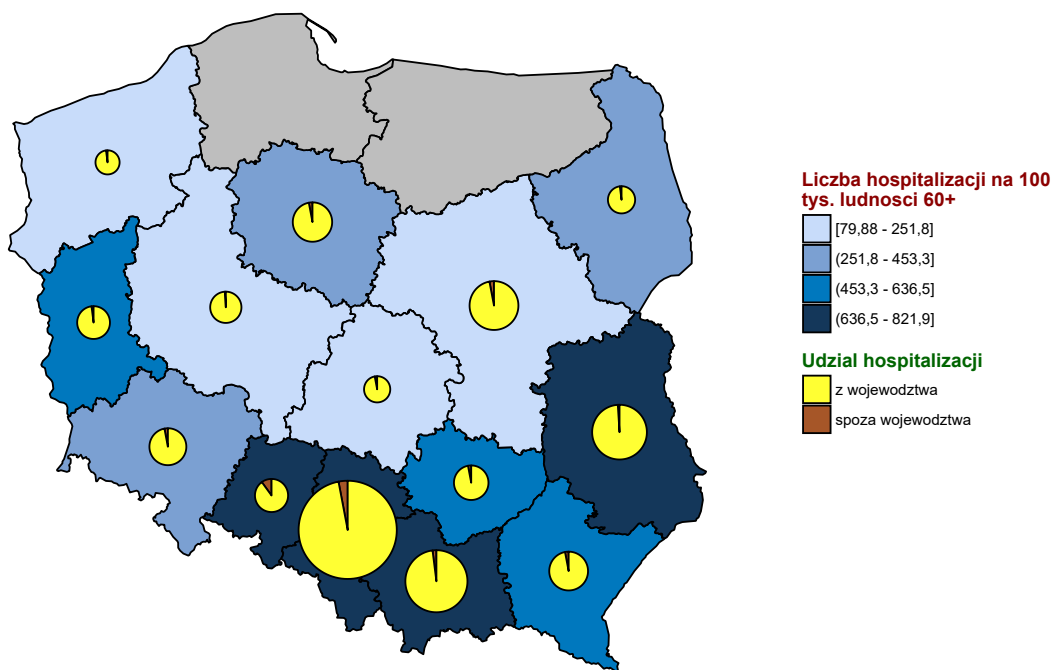 Liczba hospitalizacji na 100
tys. ludnosci 60+
[79,88 - 251,8]
(251,8 - 453,3]
(453,3 - 636,5]
(636,5 - 821,9]
Udzial hospitalizacji
z wojewodztwa
spoza wojewodztwa